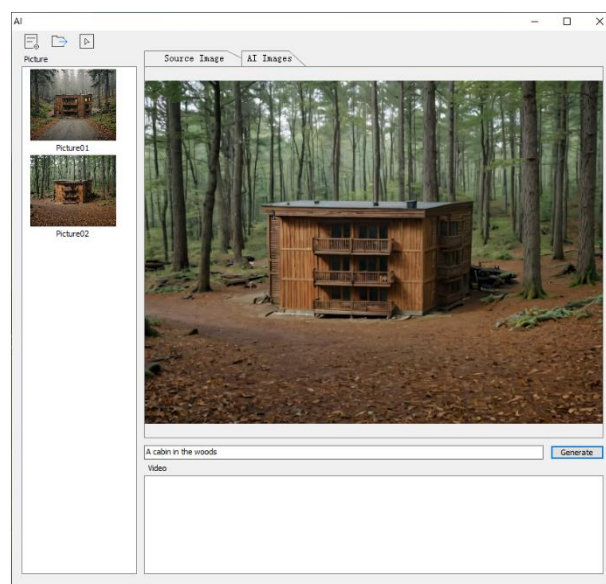 AI
Picture
Source Image
AI Images
Picture01
Picture02
A cabin in the woods
Generate
Video